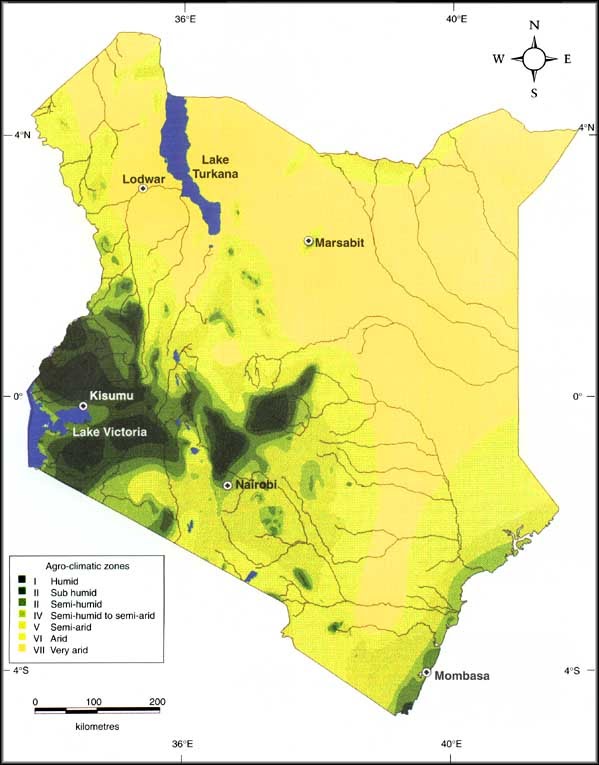 36°E
40°E
N
W
E
S
4°N
4°N
Lake
Turkana
Lodwar
Marsabit
0°
0°
Kisumu
Lake Victoria
Nairobi
Agro-climatic zones
I Humid
II Sub humid
II Semi-humid
IV Semi-humid to semi-arid
V Semi-arid
VI Arid
VII Very arid
4°S
4°S
Mombasa
0 100 200
kilometres
36°E
40°E